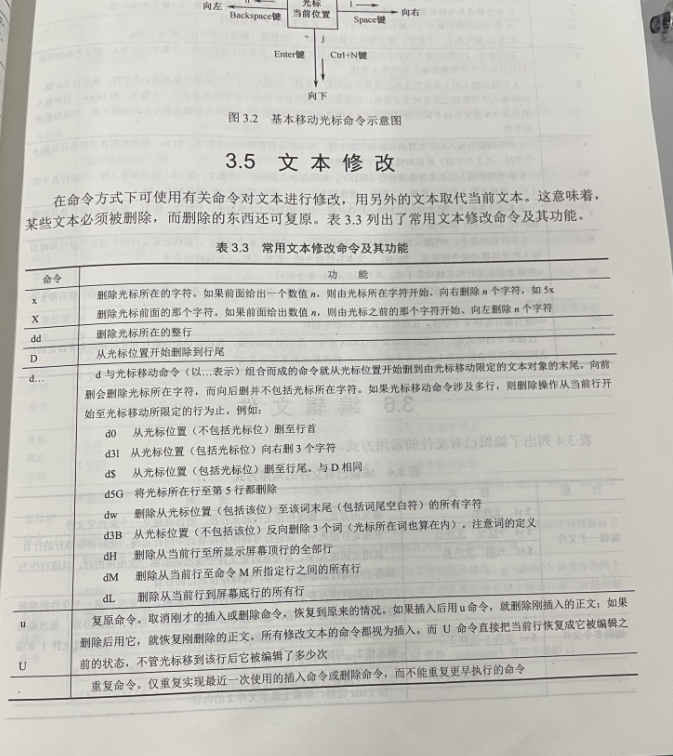 光标
向左
当前位置
向右
Backspace键
Space键
+ j
Enter键 Ctrl+N键
向下
图 3.2 基本移动光标命令示意图
3.5 文 本 修 改
在命令方式下可使用有关命令对文本进行修改，用另外的文本取代当前文本。这意味着，
某些文本必须被删除，而删除的东西还可复原。表 3.3 列出了常用文本修改命令及其功能。
表 3.3 常用文本修改命令及其功能
命令 功 能
x 删除光标所在的字符。如果前面给出一个数值 n，则由光标所在字符开始、向右删除 n 个字符，如 5x
X 删除光标前面的那个字符。如果前面给出数值 n，则由光标之前的那个字符开始、向左删除 n 个字符
dd 删除光标所在的整行
D 从光标位置开始删除到行尾
d… d 与光标移动命令（以…表示）组合而成的命令就从光标位置开始删到由光标移动限定的文本对象的末尾。向前
删会删除光标所在字符，而向后删并不包括光标所在字符。如果光标移动命令涉及多行，则删除操作从当前行开
始至光标移动所限定的行为止。例如：
d0 从光标位置（不包括光标位）删至行首
d3l 从光标位置（包括光标位）向右删 3 个字符
d$ 从光标位置（包括光标位）删至行尾。与 D 相同
d5G 将光标所在行至第 5 行都删除
dw 删除从光标位置（包括该位）至该词末尾（包括词尾空白符）的所有字符
d3B 从光标位置（不包括该位）反向删除 3 个词（光标所在词也算在内）。注意词的定义
dH 删除从当前行至所显示屏幕顶行的全部行
dM 删除从当前行至命令 M 所指定行之间的所有行
dL 删除从当前行到屏幕底行的所有行
u 复原命令。取消刚才的插入或删除命令，恢复到原来的情况。如果插入后用 u 命令，就删除刚插入的正文；如果
删除后用它，就恢复刚删除的正文。所有修改文本的命令都视为插入。而 U 命令直接把当前行恢复成它被编辑之
U 前的状态，不管光标移到该行后它被编辑了多少次
. 重复命令。仅重复实现最近一次使用的插入命令或删除命令，而不能重复更早执行的命令